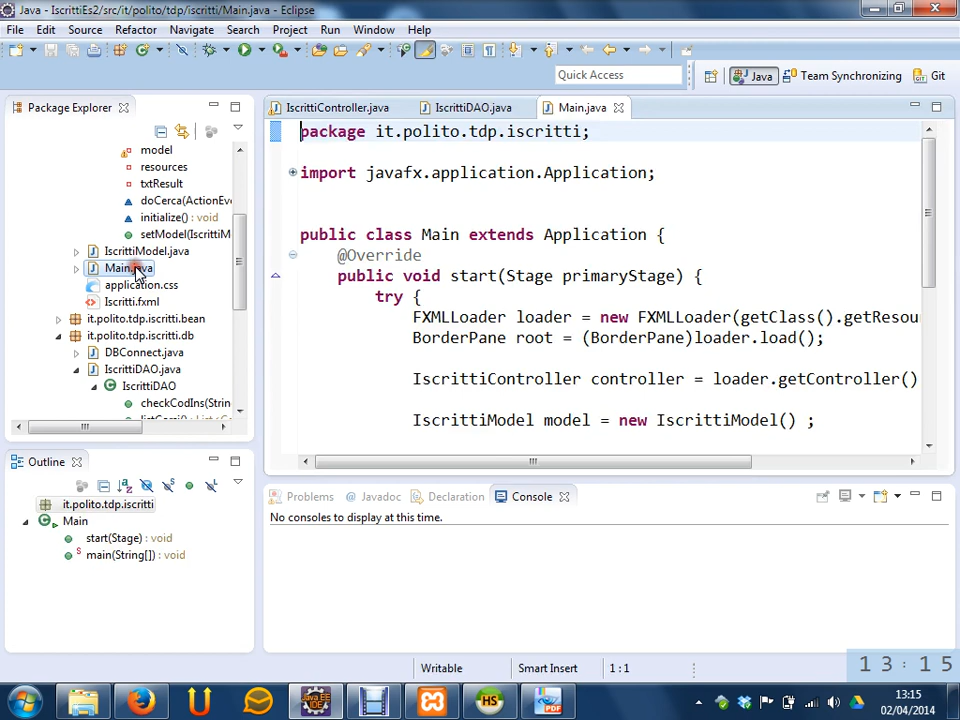 Java - IscrittiEs2/src/it/polito/tdp/iscritti/Main.java - Eclipse
File Edit Source Refactor Navigate Search Project Run Window Help
Quick Access
Java
Team Synchronizing
Git
Package Explorer
model
resources
txtResult
doCerca(ActionEve
initialize() : void
setModel(IscrittiM
IscrittiModel.java
Main.java
application.css
Iscritti.fxml
it.polito.tdp.iscritti.bean
it.polito.tdp.iscritti.db
DBConnect.java
IscrittiDAO.java
IscrittiDAO
checkCodIns(Strin
IscrittiController.java
IscrittiDAO.java
Main.java
package it.polito.tdp.iscritti;
import javafx.application.Application;
public class Main extends Application {
@Override
public void start(Stage primaryStage) {
try {
FXMLLoader loader = new FXMLLoader(getClass().getResou
BorderPane root = (BorderPane)loader.load();
IscrittiController controller = loader.getController()
IscrittiModel model = new IscrittiModel() ;
Outline
it.polito.tdp.iscritti
Main
start(Stage) : void
main(String[]) : void
Problems
@ Javadoc
Declaration
Console
No consoles to display at this time.
Writable
Smart Insert
1 : 1
13:15
Java EE
IDE
HS
PDF
13:15
02/04/2014